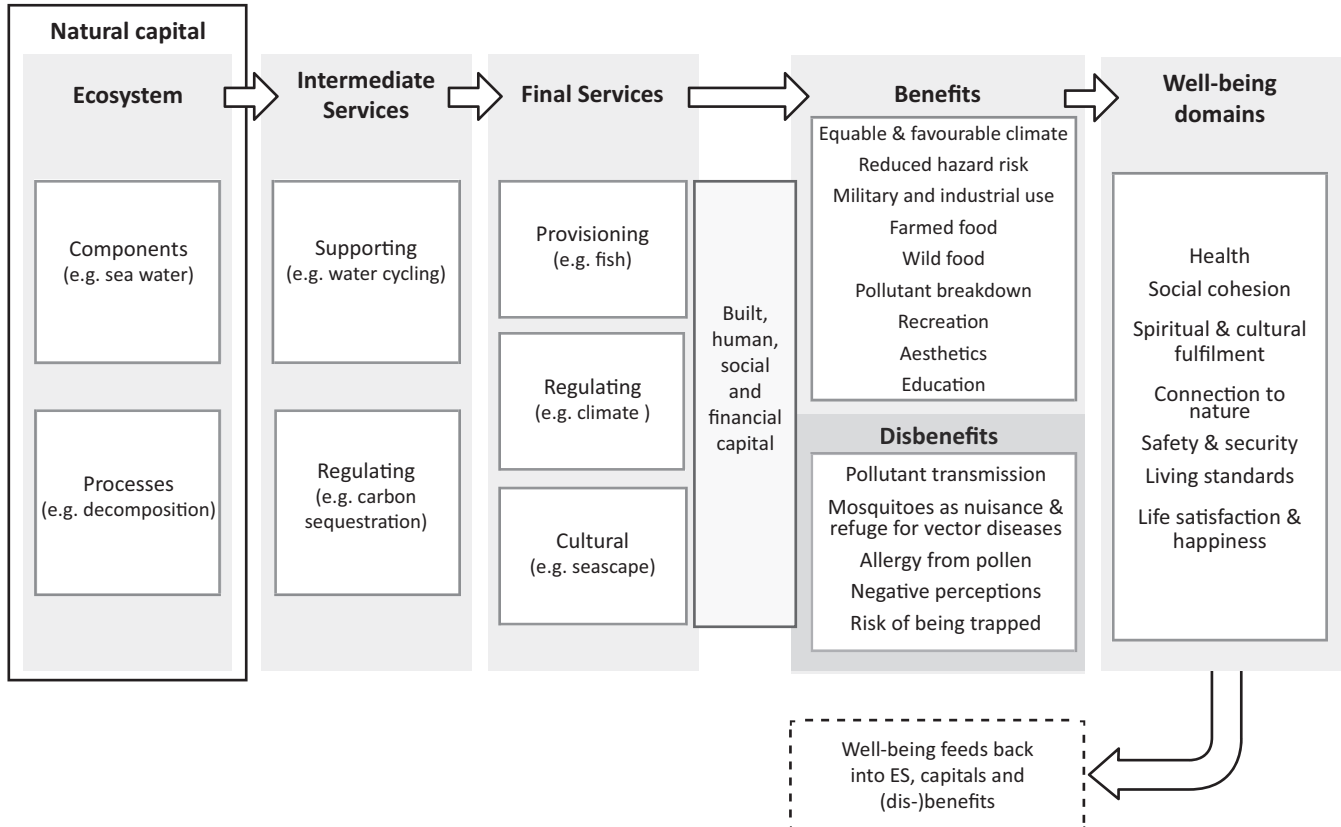 Natural capital
Ecosystem
Components
(e.g. sea water)
Processes
(e.g. decomposition)
Intermediate
Services
Supporting
(e.g. water cycling)
Regulating
(e.g. carbon
sequestration)
Final Services
Provisioning
(e.g. fish)
Regulating
(e.g. climate )
Cultural
(e.g. seascape)
Built,
human,
social
and
financial
capital
Benefits
Equable & favourable climate
Reduced hazard risk
Military and industrial use
Farmed food
Wild food
Pollutant breakdown
Recreation
Aesthetics
Education
Disbenefits
Pollutant transmission
Mosquitoes as nuisance &
refuge for vector diseases
Allergy from pollen
Negative perceptions
Risk of being trapped
Well-being
domains
Health
Social cohesion
Spiritual & cultural
fulfilment
Connection to
nature
Safety & security
Living standards
Life satisfaction &
happiness
Well-being feeds back
into ES, capitals and
(dis-)benefits